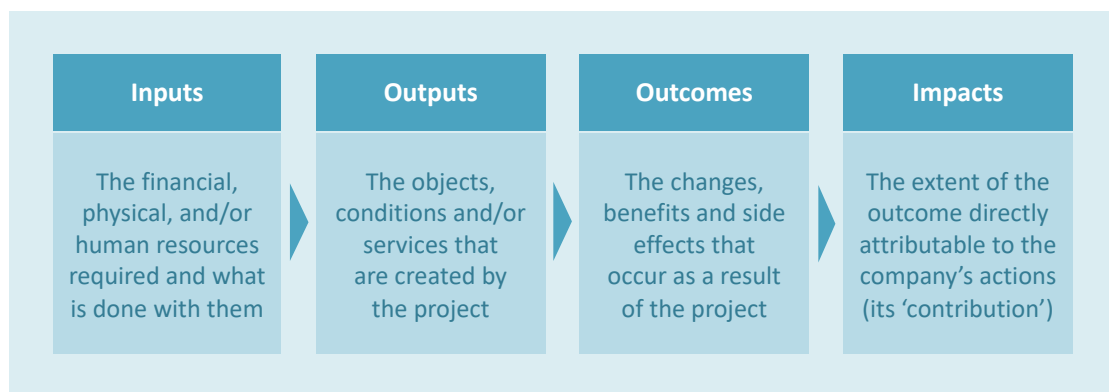 Inputs
The financial,
physical, and/or
human resources
required and what
is done with them
Outputs
The objects,
conditions and/or
services that
are created by
the project
Outcomes
The changes,
benefits and side
effects that
occur as a result
of the project
Impacts
The extent of the
outcome directly
attributable to the
company’s actions
(its ‘contribution’)